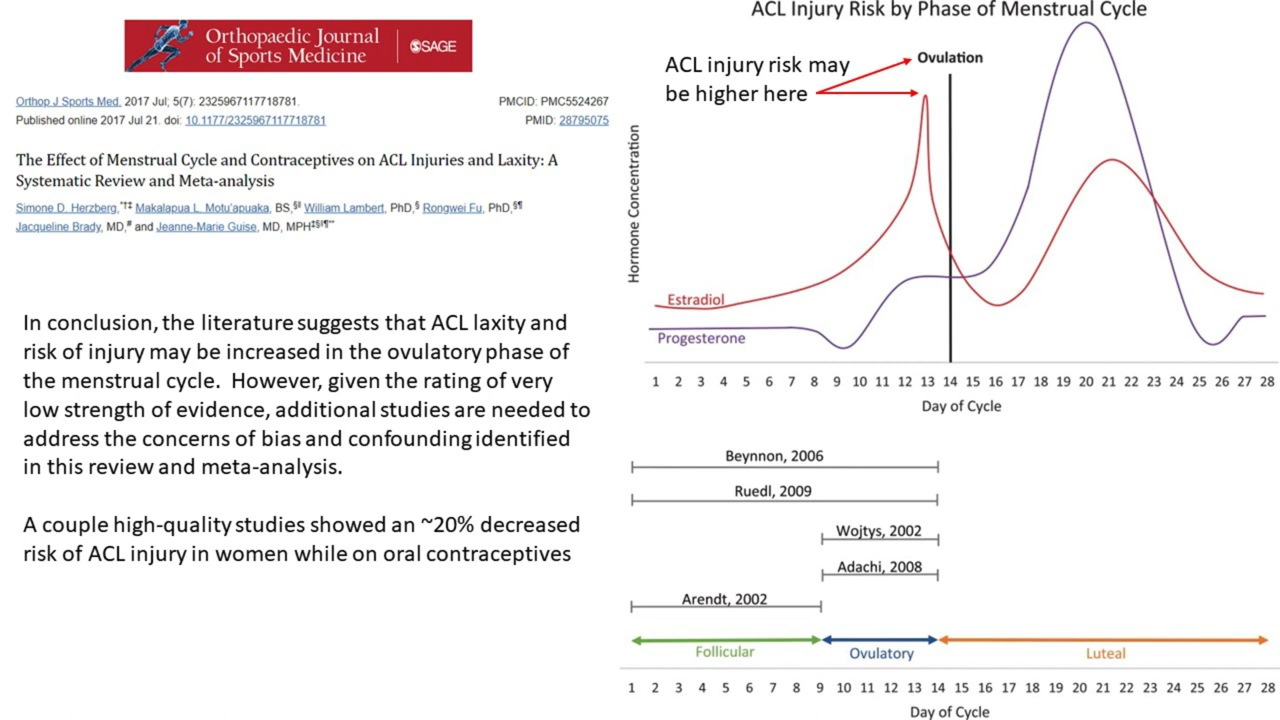 Orthopaedic Journal
of Sports Medicine
SAGE
Orthop J Sports Med. 2017 Jul; 5(7): 2325967117718781.
PMCID: PMC5524267
Published online 2017 Jul 21. doi: 10.1177/2325967117718781
PMID: 28795075
The Effect of Menstrual Cycle and Contraceptives on ACL Injuries and Laxity: A
Systematic Review and Meta-analysis
Simone D. Herzberg,*†‡ Makalapua L. Motu'apuaka, BS,§‖ William Lambert, PhD,§ Rongwei Fu, PhD,§¶
Jacqueline Brady, MD,# and Jeanne-Marie Guise, MD, MPH‡§‖¶**
In conclusion, the literature suggests that ACL laxity and
risk of injury may be increased in the ovulatory phase of
the menstrual cycle. However, given the rating of very
low strength of evidence, additional studies are needed to
address the concerns of bias and confounding identified
in this review and meta-analysis.
A couple high-quality studies showed an ~20% decreased
risk of ACL injury in women while on oral contraceptives
ACL Injury Risk by Phase of Menstrual Cycle
ACL injury risk may
be higher here
Ovulation
Hormone Concentration
Estradiol
Progesterone
1 2 3 4 5 6 7 8 9 10 11 12 13 14 15 16 17 18 19 20 21 22 23 24 25 26 27 28
Day of Cycle
Beynnon, 2006
Ruedl, 2009
Wojtys, 2002
Adachi, 2008
Arendt, 2002
Follicular
Ovulatory
Luteal
1 2 3 4 5 6 7 8 9 10 11 12 13 14 15 16 17 18 19 20 21 22 23 24 25 26 27 28
Day of Cycle